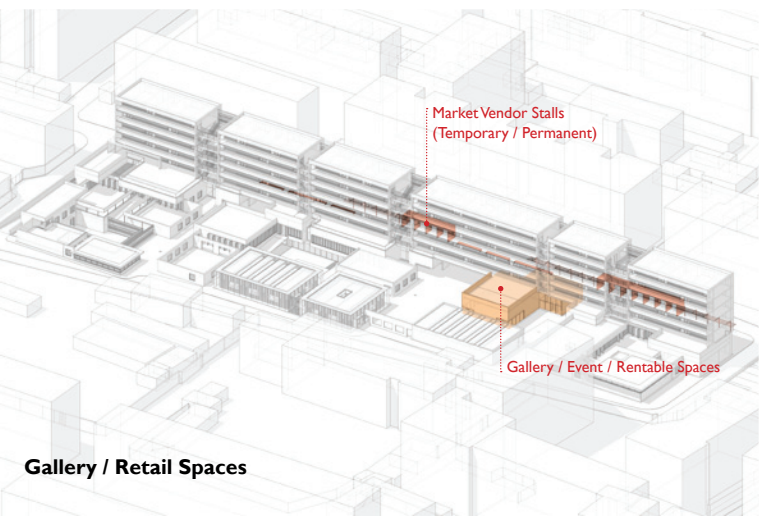 Market Vendor Stalls
(Temporary / Permanent)
Gallery / Event / Rentable Spaces
Gallery / Retail Spaces